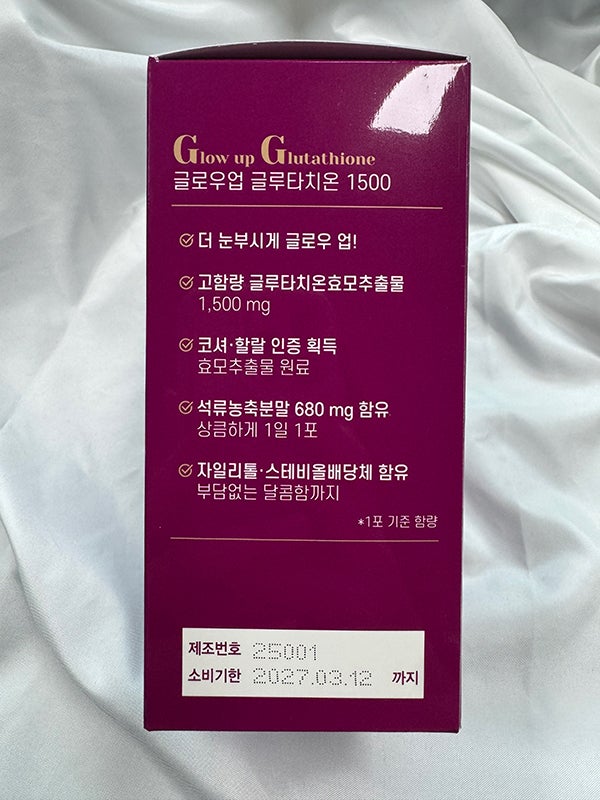 Glow up Glutathione
글로우업 글루타치온 1500
더 눈부시게 글로우 업!
고함량 글루타치온효모추출물
1,500 mg
코셔·할랄 인증 획득
효모추출물 원료
석류농축분말 680 mg 함유
상큼하게 1일 1포
자일리톨·스테비올배당체 함유
부담없는 달콤함까지
*1포 기준 함량
제조번호 25001
소비기한 2027.03.12 까지